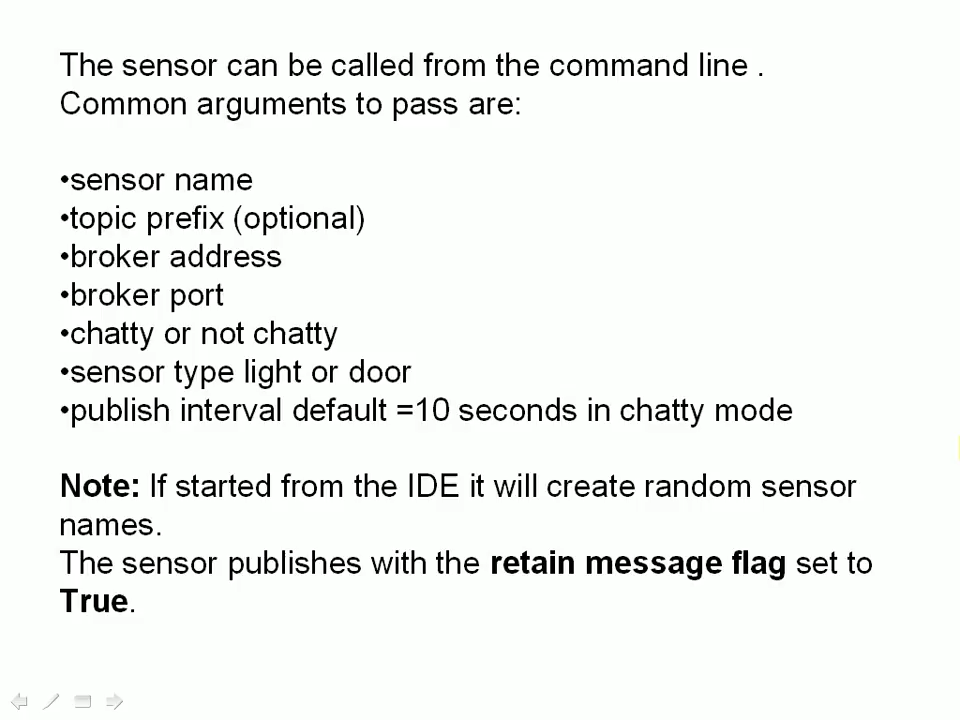 The sensor can be called from the command line .
Common arguments to pass are:
•sensor name
•topic prefix (optional)
•broker address
•broker port
•chatty or not chatty
•sensor type light or door
•publish interval default =10 seconds in chatty mode
Note: If started from the IDE it will create random sensor
names.
The sensor publishes with the retain message flag set to
True.